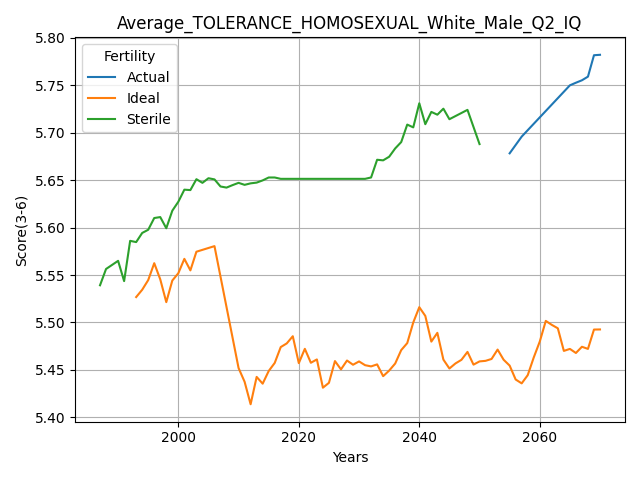 Average_TOLERANCE_HOMOSEXUAL_White_Male_Q2_IQ
Fertility
Actual
Ideal
Sterile
Score(3-6)
5.80
5.75
5.70
5.65
5.60
5.55
5.50
5.45
5.40
2000
2020
2040
2060
Years